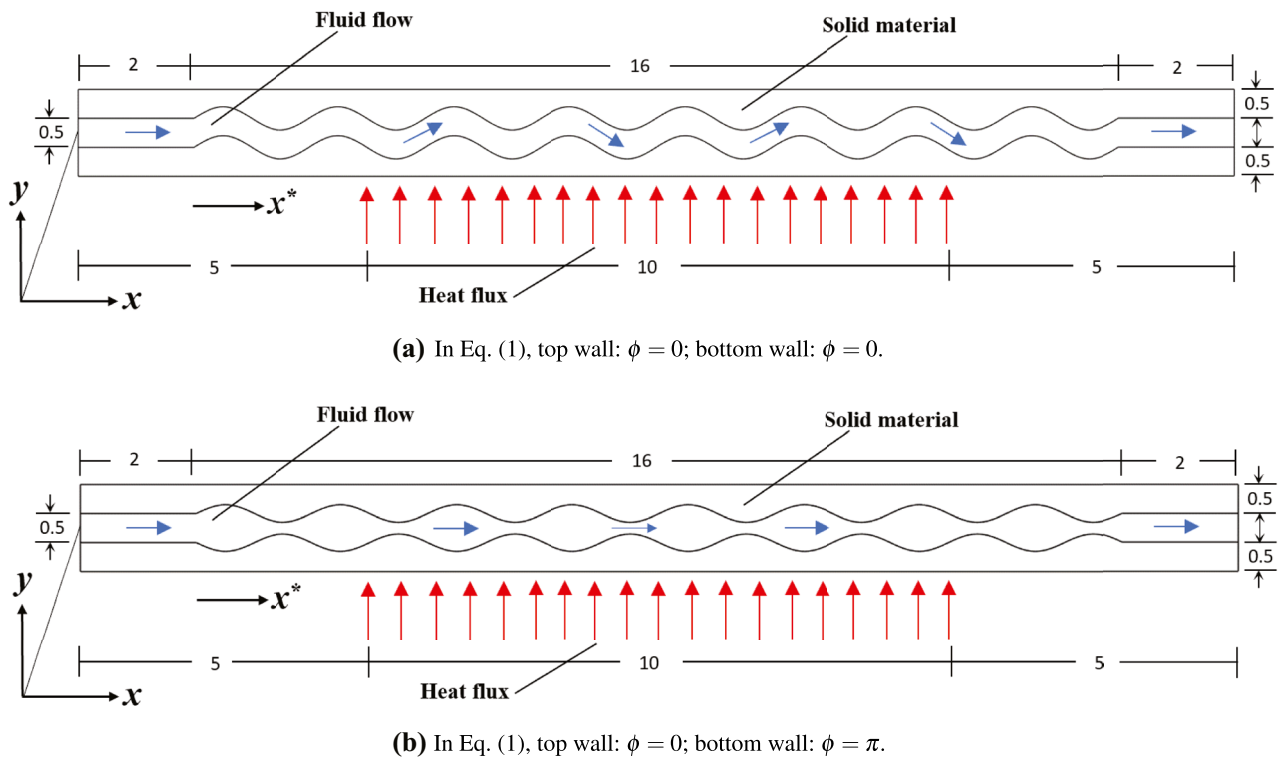 Fluid flow
Solid material
2
16
2
0.5
0.5
0.5
y
x*
5
10
5
x
Heat flux
(a) In Eq. (1), top wall: ϕ = 0; bottom wall: ϕ = 0.
Fluid flow
Solid material
2
16
2
0.5
0.5
0.5
y
x*
5
10
5
x
Heat flux
(b) In Eq. (1), top wall: ϕ = 0; bottom wall: ϕ = π.